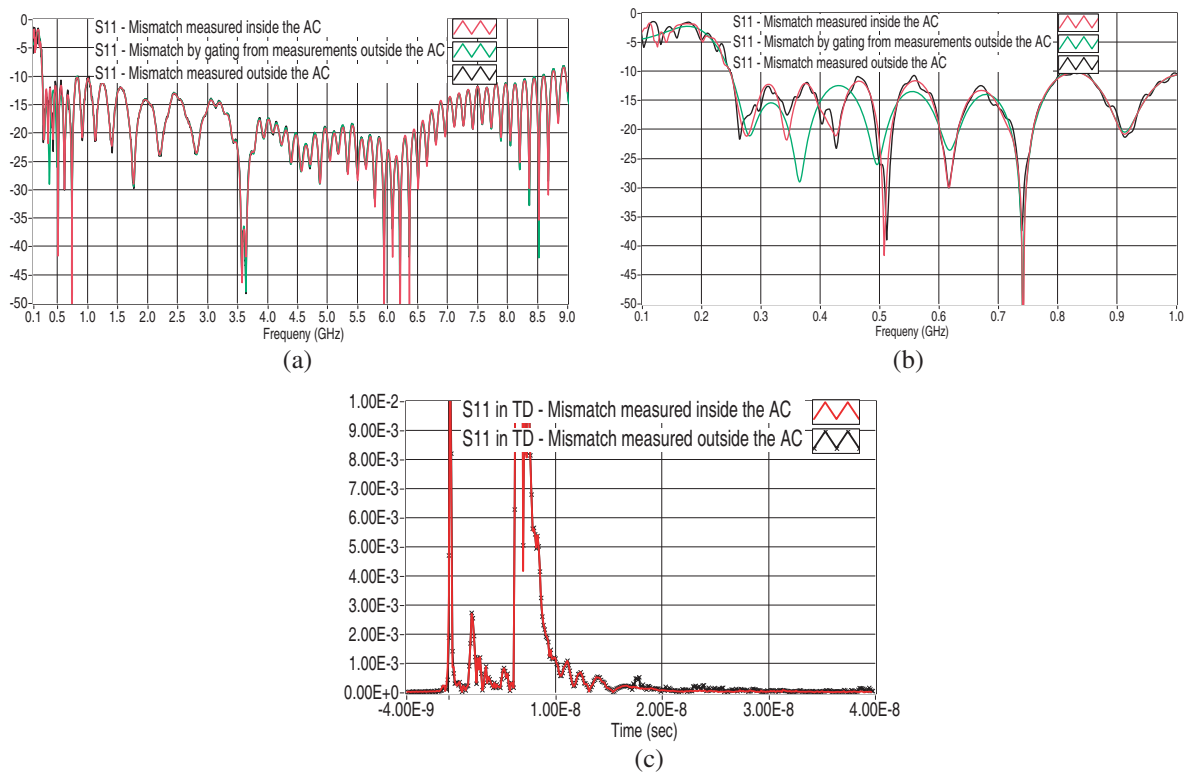 S11 - Mismatch measured inside the AC
S11 - Mismatch by gating from measurements outside the AC
S11 - Mismatch measured outside the AC
0
-5
-10
-15
-20
-25
-30
-35
-40
-45
-50
0.1 0.5 1.0 1.5 2.0 2.5 3.0 3.5 4.0 4.5 5.0 5.5 6.0 6.5 7.0 7.5 8.0 8.5 9.0
Frequeny (GHz)
(a)
S11 - Mismatch measured inside the AC
S11 - Mismatch by gating from measurements outside the AC
S11 - Mismatch measured outside the AC
0
-5
-10
-15
-20
-25
-30
-35
-40
-45
-50
0.1 0.2 0.3 0.4 0.5 0.6 0.7 0.8 0.9 1.0
Frequeny (GHz)
(b)
S11 in TD - Mismatch measured inside the AC
S11 in TD - Mismatch measured outside the AC
1.00E-2
9.00E-3
8.00E-3
7.00E-3
6.00E-3
5.00E-3
4.00E-3
3.00E-3
2.00E-3
1.00E-3
0.00E+0
-4.00E-9 1.00E-8 2.00E-8 3.00E-8 4.00E-8
Time (sec)
(c)